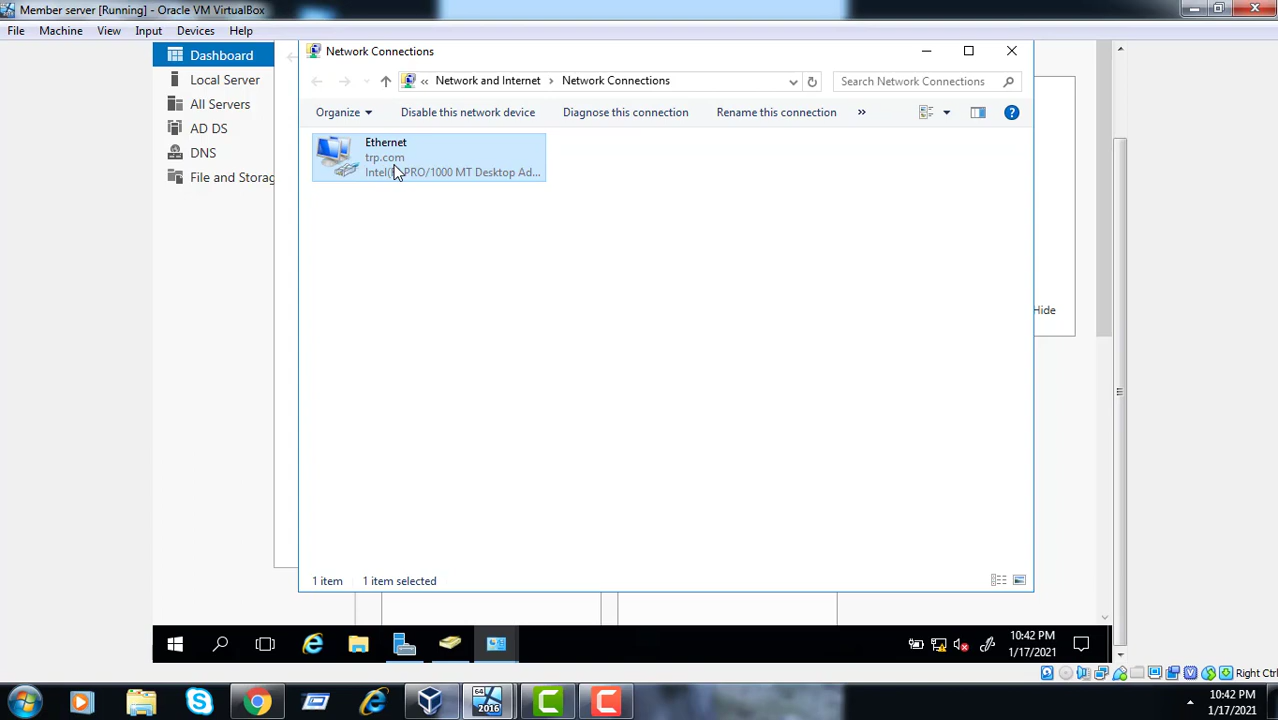 Member server [Running] - Oracle VM VirtualBox
File Machine View Input Devices Help
Dashboard
Local Server
All Servers
AD DS
DNS
File and Storag
Network Connections
« Network and Internet > Network Connections
Search Network Connections
Organize Disable this network device Diagnose this connection Rename this connection »
Ethernet
trp.com
PRO/1000 MT Desktop Ad...
Hide
1 item 1 item selected
10:42 PM
1/17/2021
Right Ctrl
64
2016
10:42 PM
1/17/2021